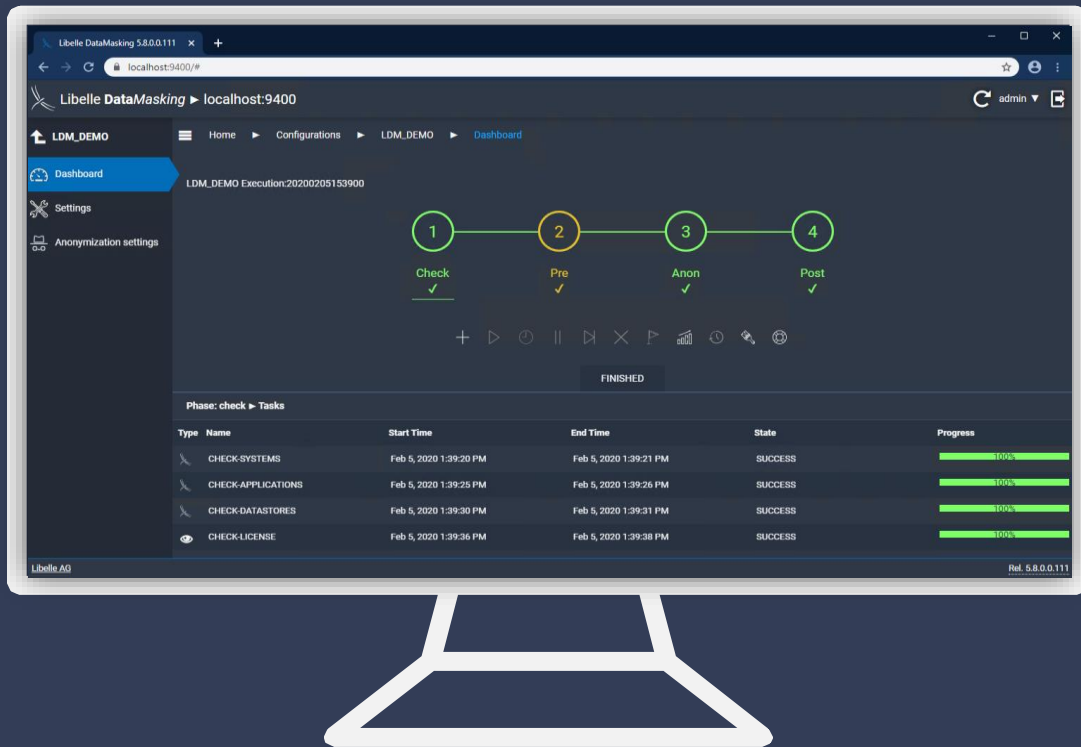 Libelle DataMasking 5.8.0.0.111
localhost:9400/#
Libelle DataMasking ► localhost:9400
admin ▼
LDM_DEMO
Home ► Configurations ► LDM_DEMO ► Dashboard
Dashboard
Settings
Anonymization settings
LDM_DEMO Execution:20200205153900
1 2 3 4
Check Pre Anon Post
FINISHED
Phase: check ► Tasks
Type Name Start Time End Time State Progress
CHECK-SYSTEMS Feb 5, 2020 1:39:20 PM Feb 5, 2020 1:39:21 PM SUCCESS 100%
CHECK-APPLICATIONS Feb 5, 2020 1:39:25 PM Feb 5, 2020 1:39:26 PM SUCCESS 100%
CHECK-DATASTORES Feb 5, 2020 1:39:30 PM Feb 5, 2020 1:39:31 PM SUCCESS 100%
CHECK-LICENSE Feb 5, 2020 1:39:36 PM Feb 5, 2020 1:39:38 PM SUCCESS 100%
Libelle AG Rel. 5.8.0.0.111